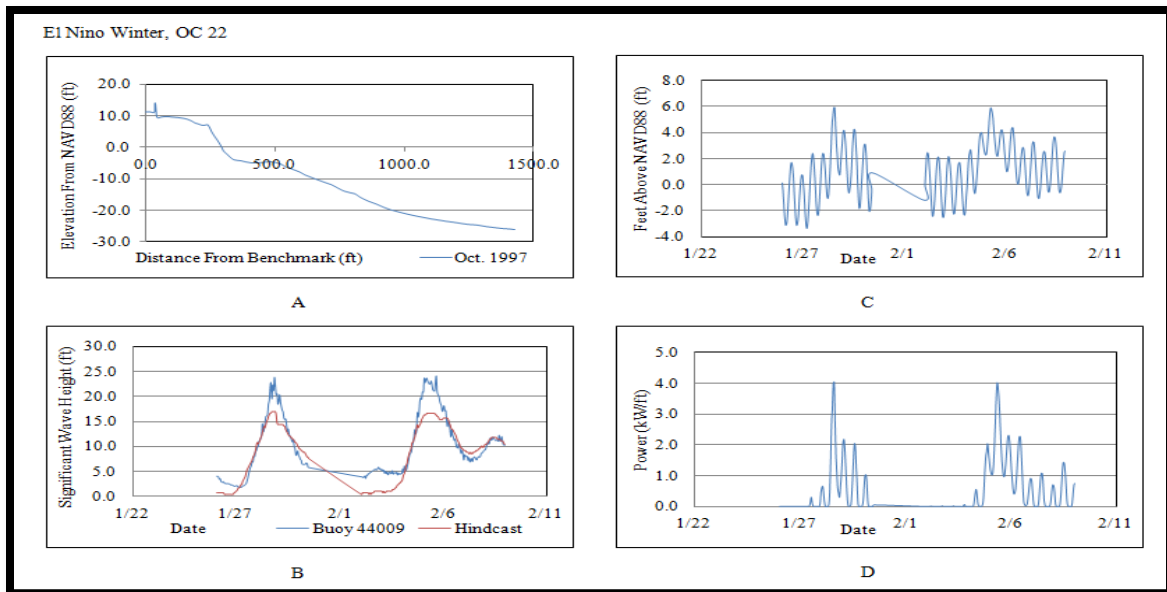 El Nino Winter, OC 22
Elevation From NAVD88 (ft)
20.0
10.0
0.0
-10.0
-20.0
-30.0
0.0 500.0 1000.0 1500.0
Distance From Benchmark (ft) Oct. 1997
A
Feet Above NAVD88 (ft)
8.0
6.0
4.0
2.0
0.0
-2.0
-4.0
1/22 1/27 2/1 2/6 2/11
Date
C
Significant Wave Height (ft)
30.0
25.0
20.0
15.0
10.0
5.0
0.0
1/22 1/27 2/1 2/6 2/11
Date Buoy 44009 Hindcast
B
Power (kW/ft)
5.0
4.0
3.0
2.0
1.0
0.0
1/22 1/27 2/1 2/6 2/11
Date
D